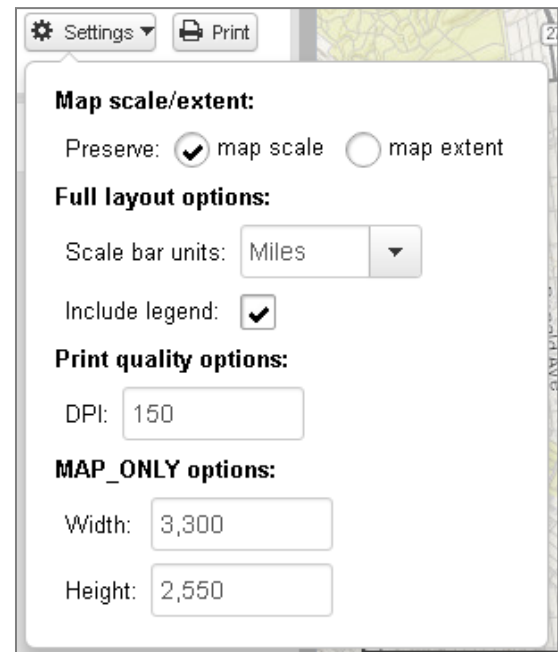 Settings Print
Map scale/extent:
Preserve: map scale map extent
Full layout options:
Scale bar units: Miles
Include legend:
Print quality options:
DPI: 150
MAP_ONLY options:
Width: 3,300
Height: 2,550